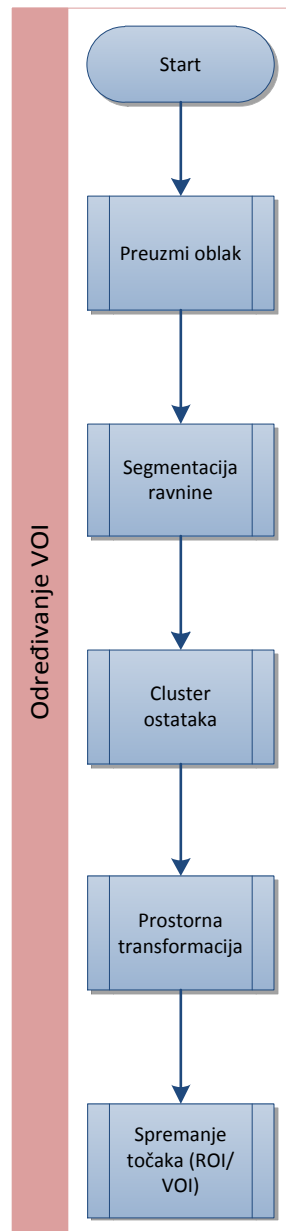 Određivanje VOI
Start
Preuzmi oblak
Segmentacija
ravnine
Cluster
ostataka
Prostorna
transformacija
Spremanje
točaka (ROI/
VOI)